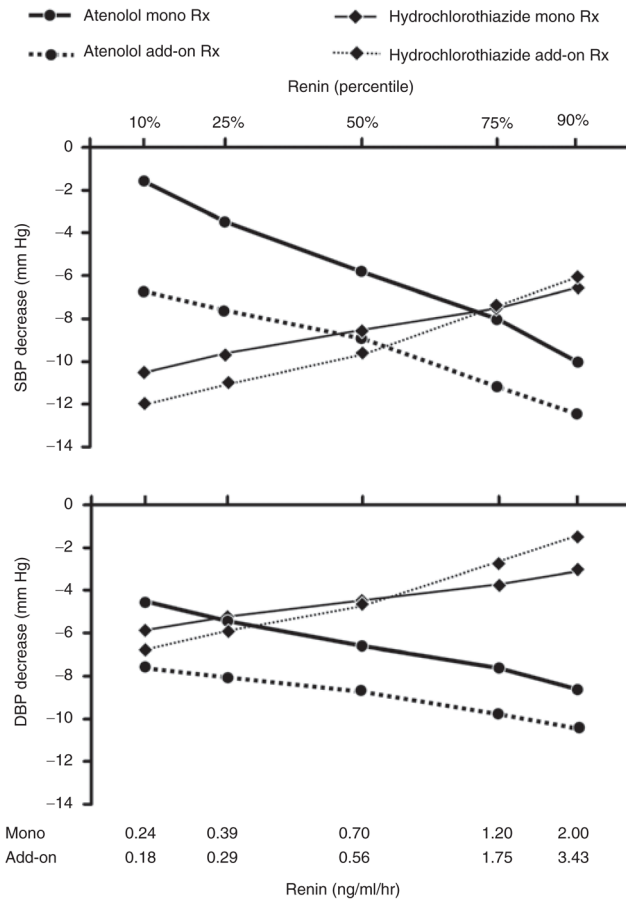 Atenolol mono Rx
Hydrochlorothiazide mono Rx
Atenolol add-on Rx
Hydrochlorothiazide add-on Rx
Renin (percentile)
10% 25% 50% 75% 90%
0
−2
−4
−6
−8
−10
−12
−14
SBP decrease (mm Hg)
0
−2
−4
−6
−8
−10
−12
−14
DBP decrease (mm Hg)
Mono 0.24 0.39 0.70 1.20 2.00
Add-on 0.18 0.29 0.56 1.75 3.43
Renin (ng/ml/hr)